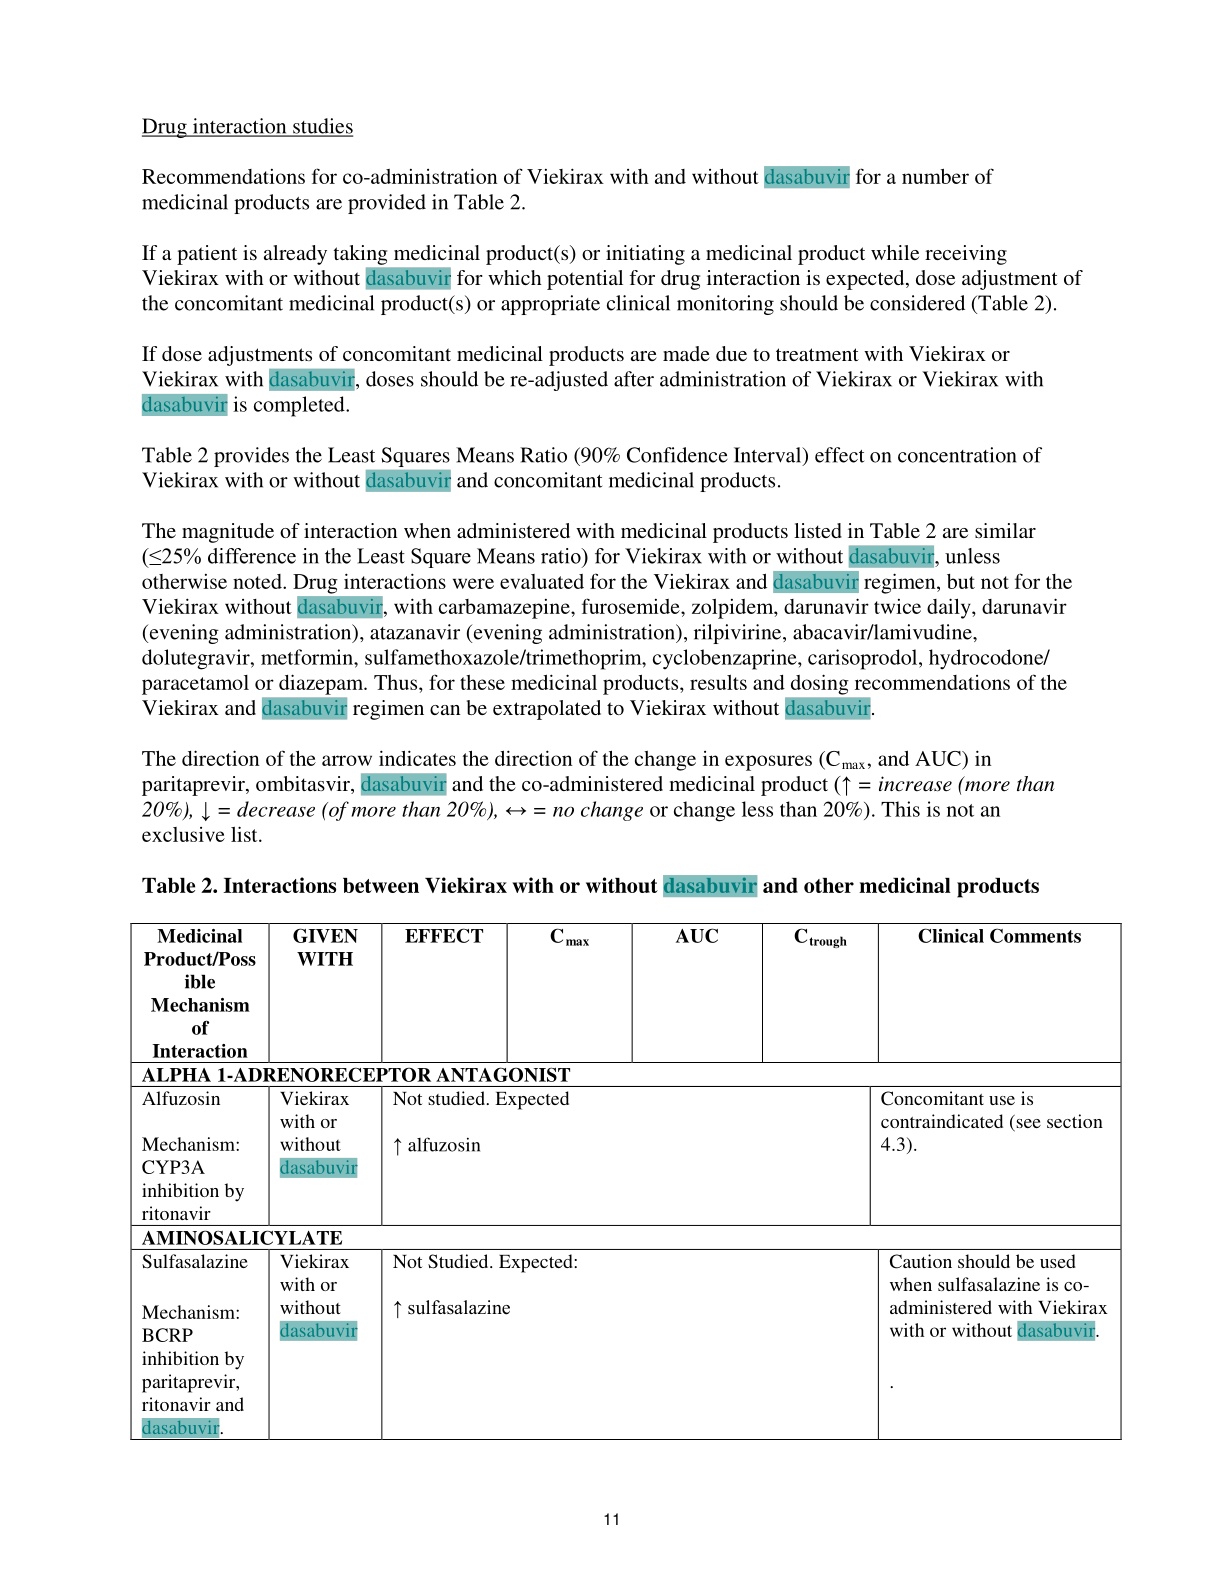 Drug interaction studies
Recommendations for co-administration of Viekirax with and without dasabuvir for a number of
medicinal products are provided in Table 2.
If a patient is already taking medicinal product(s) or initiating a medicinal product while receiving
Viekirax with or without dasabuvir for which potential for drug interaction is expected, dose adjustment of
the concomitant medicinal product(s) or appropriate clinical monitoring should be considered (Table 2).
If dose adjustments of concomitant medicinal products are made due to treatment with Viekirax or
Viekirax with dasabuvir, doses should be re-adjusted after administration of Viekirax or Viekirax with
dasabuvir is completed.
Table 2 provides the Least Squares Means Ratio (90% Confidence Interval) effect on concentration of
Viekirax with or without dasabuvir and concomitant medicinal products.
The magnitude of interaction when administered with medicinal products listed in Table 2 are similar
(≤25% difference in the Least Square Means ratio) for Viekirax with or without dasabuvir, unless
otherwise noted. Drug interactions were evaluated for the Viekirax and dasabuvir regimen, but not for the
Viekirax without dasabuvir, with carbamazepine, furosemide, zolpidem, darunavir twice daily, darunavir
(evening administration), atazanavir (evening administration), rilpivirine, abacavir/lamivudine,
dolutegravir, metformin, sulfamethoxazole/trimethoprim, cyclobenzaprine, carisoprodol, hydrocodone/
paracetamol or diazepam. Thus, for these medicinal products, results and dosing recommendations of the
Viekirax and dasabuvir regimen can be extrapolated to Viekirax without dasabuvir.
The direction of the arrow indicates the direction of the change in exposures (Cmax, and AUC) in
paritaprevir, ombitasvir, dasabuvir and the co-administered medicinal product (↑ = increase (more than
20%), ↓ = decrease (of more than 20%), ↔ = no change or change less than 20%). This is not an
exclusive list.
Table 2. Interactions between Viekirax with or without dasabuvir and other medicinal products
Medicinal
Product/Poss
ible
Mechanism
of
Interaction
GIVEN
WITH
EFFECT
Cmax
AUC
Ctrough
Clinical Comments
ALPHA 1-ADRENORECEPTOR ANTAGONIST
Alfuzosin
Mechanism:
CYP3A
inhibition by
ritonavir
Viekirax
with or
without
dasabuvir
Not studied. Expected
↑ alfuzosin
Concomitant use is
contraindicated (see section
4.3).
AMINOSALICYLATE
Sulfasalazine
Mechanism:
BCRP
inhibition by
paritaprevir,
ritonavir and
dasabuvir.
Viekirax
with or
without
dasabuvir
Not Studied. Expected:
↑ sulfasalazine
Caution should be used
when sulfasalazine is co-
administered with Viekirax
with or without dasabuvir.
.
11